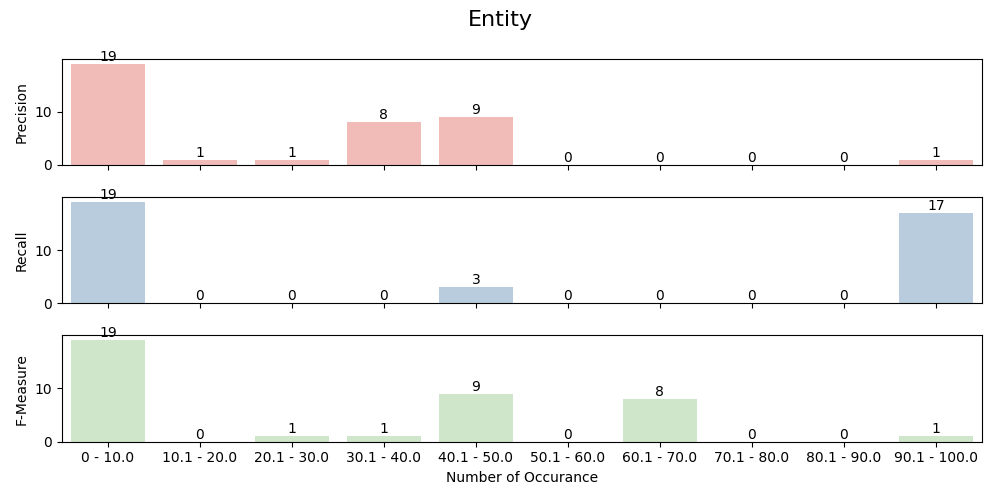 Entity
Precision
10
0
19 1 1 8 9 0 0 0 0 1
Recall
10
0
19 0 0 0 3 0 0 0 0 17
F-Measure
10
0
19 0 1 1 9 0 8 0 0 1
0 - 10.0 10.1 - 20.0 20.1 - 30.0 30.1 - 40.0 40.1 - 50.0 50.1 - 60.0 60.1 - 70.0 70.1 - 80.0 80.1 - 90.0 90.1 - 100.0
Number of Occurance